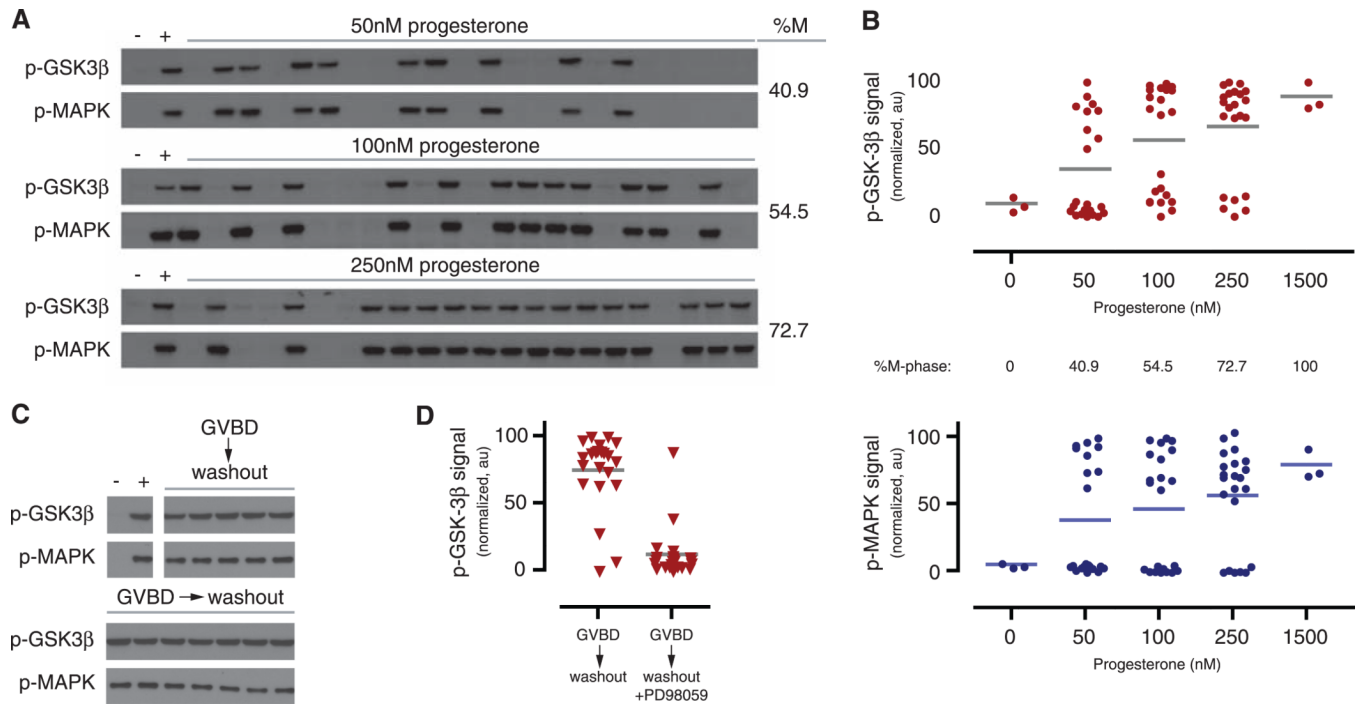 A
50nM progesterone
%M
- +
p-GSK3β
p-MAPK
40.9
100nM progesterone
- +
p-GSK3β
p-MAPK
54.5
250nM progesterone
- +
p-GSK3β
p-MAPK
72.7
B
p-GSK-3β signal
(normalized, au)
100
50
0
0 50 100 250 1500
Progesterone (nM)
%M-phase: 0 40.9 54.5 72.7 100
p-MAPK signal
(normalized, au)
100
50
0
0 50 100 250 1500
Progesterone (nM)
C
GVBD
washout
- +
p-GSK3β
p-MAPK
GVBD → washout
p-GSK3β
p-MAPK
D
p-GSK-3β signal
(normalized, au)
100
50
0
GVBD GVBD
washout washout
+PD98059